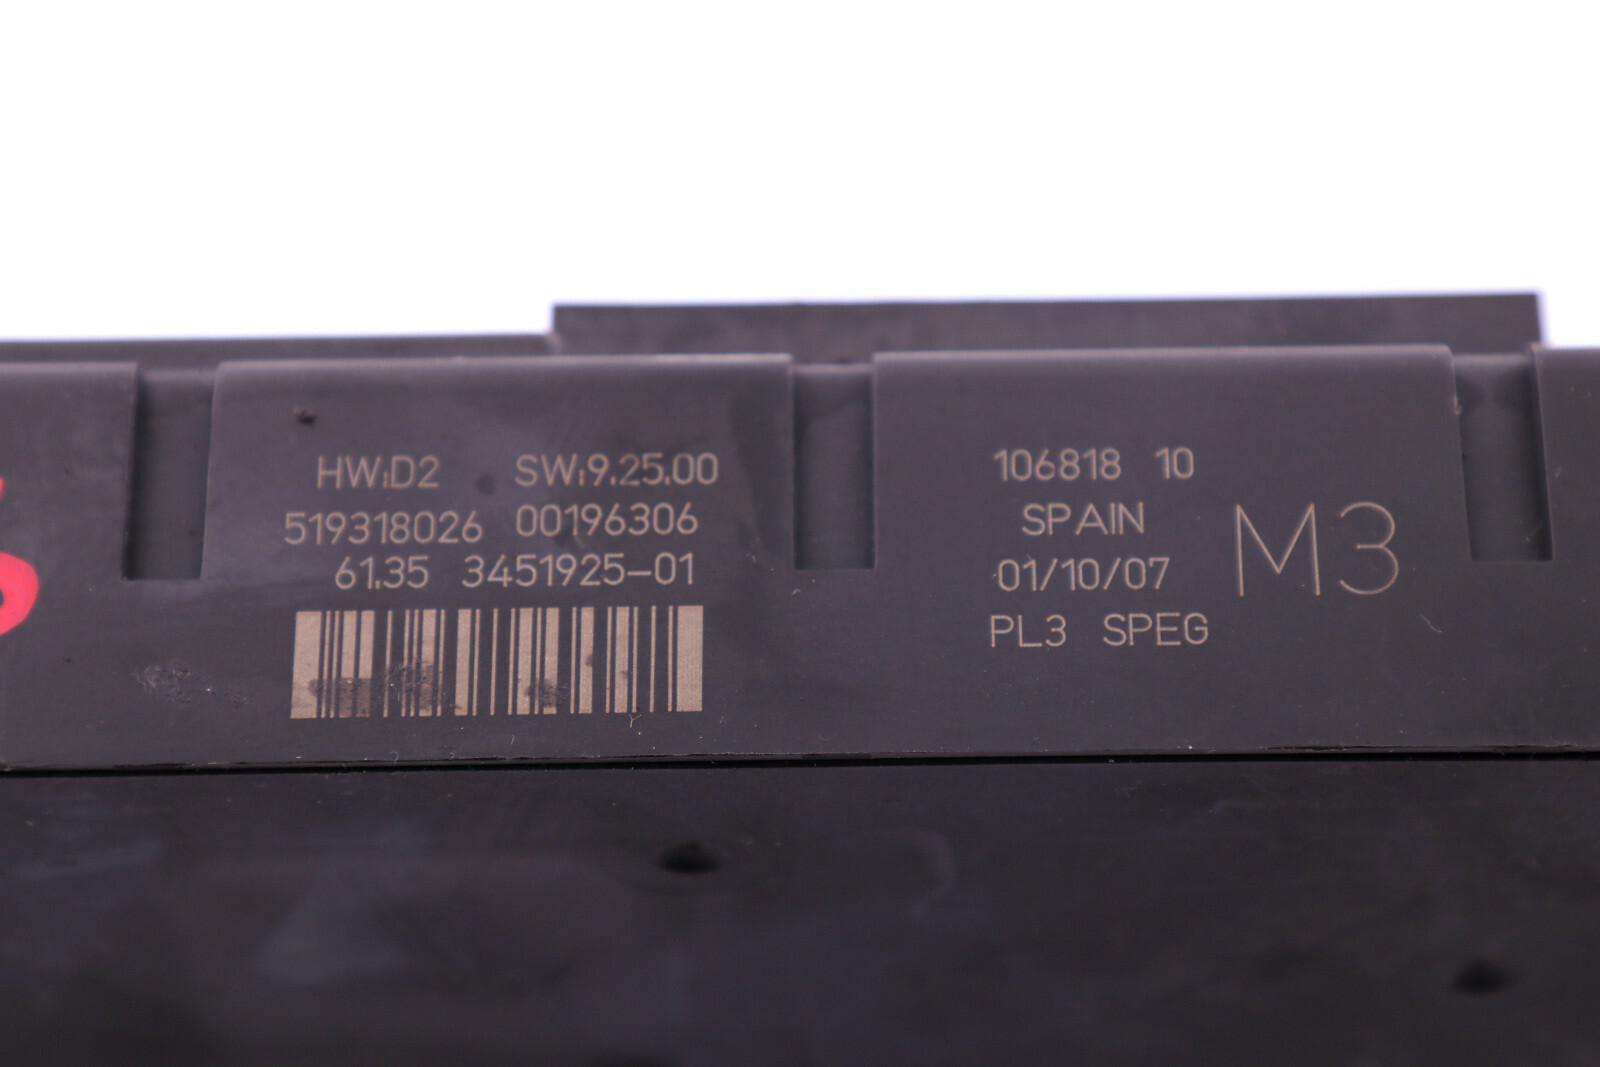 HW:D2 SW:9.25.00
519318026 00196306
61.35 3451925-01
106818 10
SPAIN
01/10/07
PL3 SPEG
M3